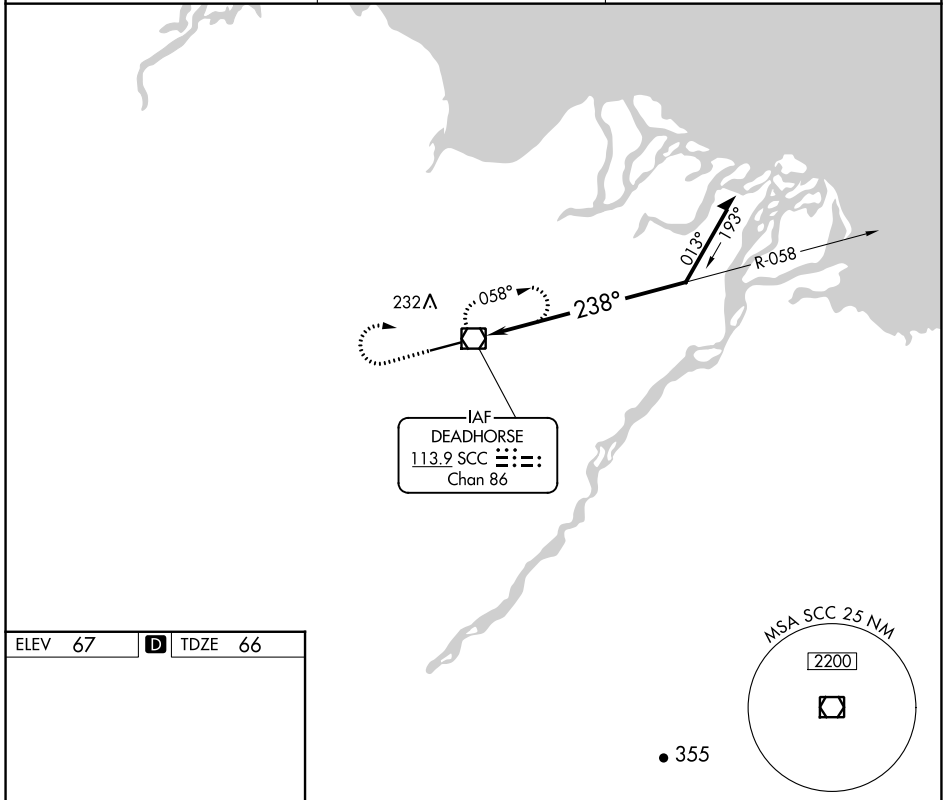 013°
193°
R-058
058°
238°
232
IAF
DEADHORSE
113.9 SCC
Chan 86
ELEV 67 D TDZE 66
MSA SCC 25 NM
2200
355